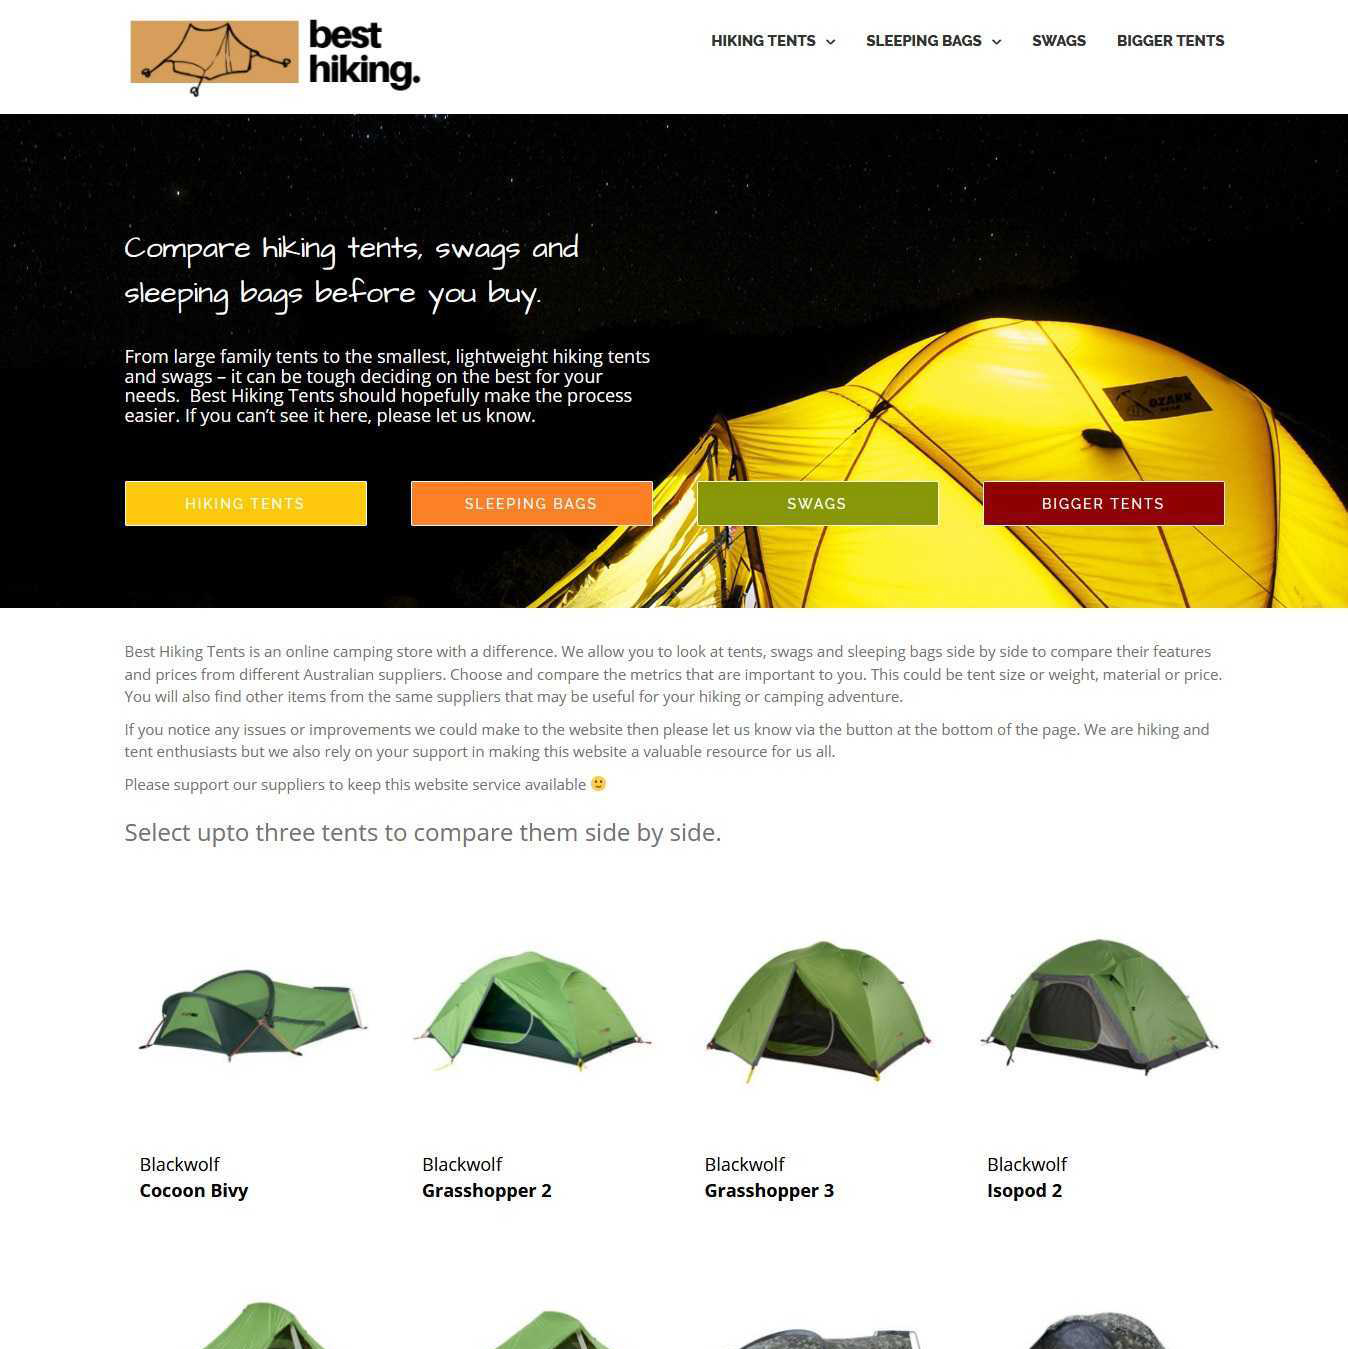 best
hiking.
HIKING TENTS
SLEEPING BAGS
SWAGS
BIGGER TENTS
Compare hiking tents, swags and
sleeping bags before you buy.
From large family tents to the smallest, lightweight hiking tents
and swags – it can be tough deciding on the best for your
needs.  Best Hiking Tents should hopefully make the process
easier. If you can’t see it here, please let us know.
OZARK
GEAR
HIKING TENTS
SLEEPING BAGS
SWAGS
BIGGER TENTS
Best Hiking Tents is an online camping store with a difference. We allow you to look at tents, swags and sleeping bags side by side to compare their features
and prices from different Australian suppliers. Choose and compare the metrics that are important to you. This could be tent size or weight, material or price.
You will also find other items from the same suppliers that may be useful for your hiking or camping adventure.
If you notice any issues or improvements we could make to the website then please let us know via the button at the bottom of the page. We are hiking and
tent enthusiasts but we also rely on your support in making this website a valuable resource for us all.
Please support our suppliers to keep this website service available 🙂
Select upto three tents to compare them side by side.
Blackwolf
Cocoon Bivy
Blackwolf
Grasshopper 2
Blackwolf
Grasshopper 3
Blackwolf
Isopod 2